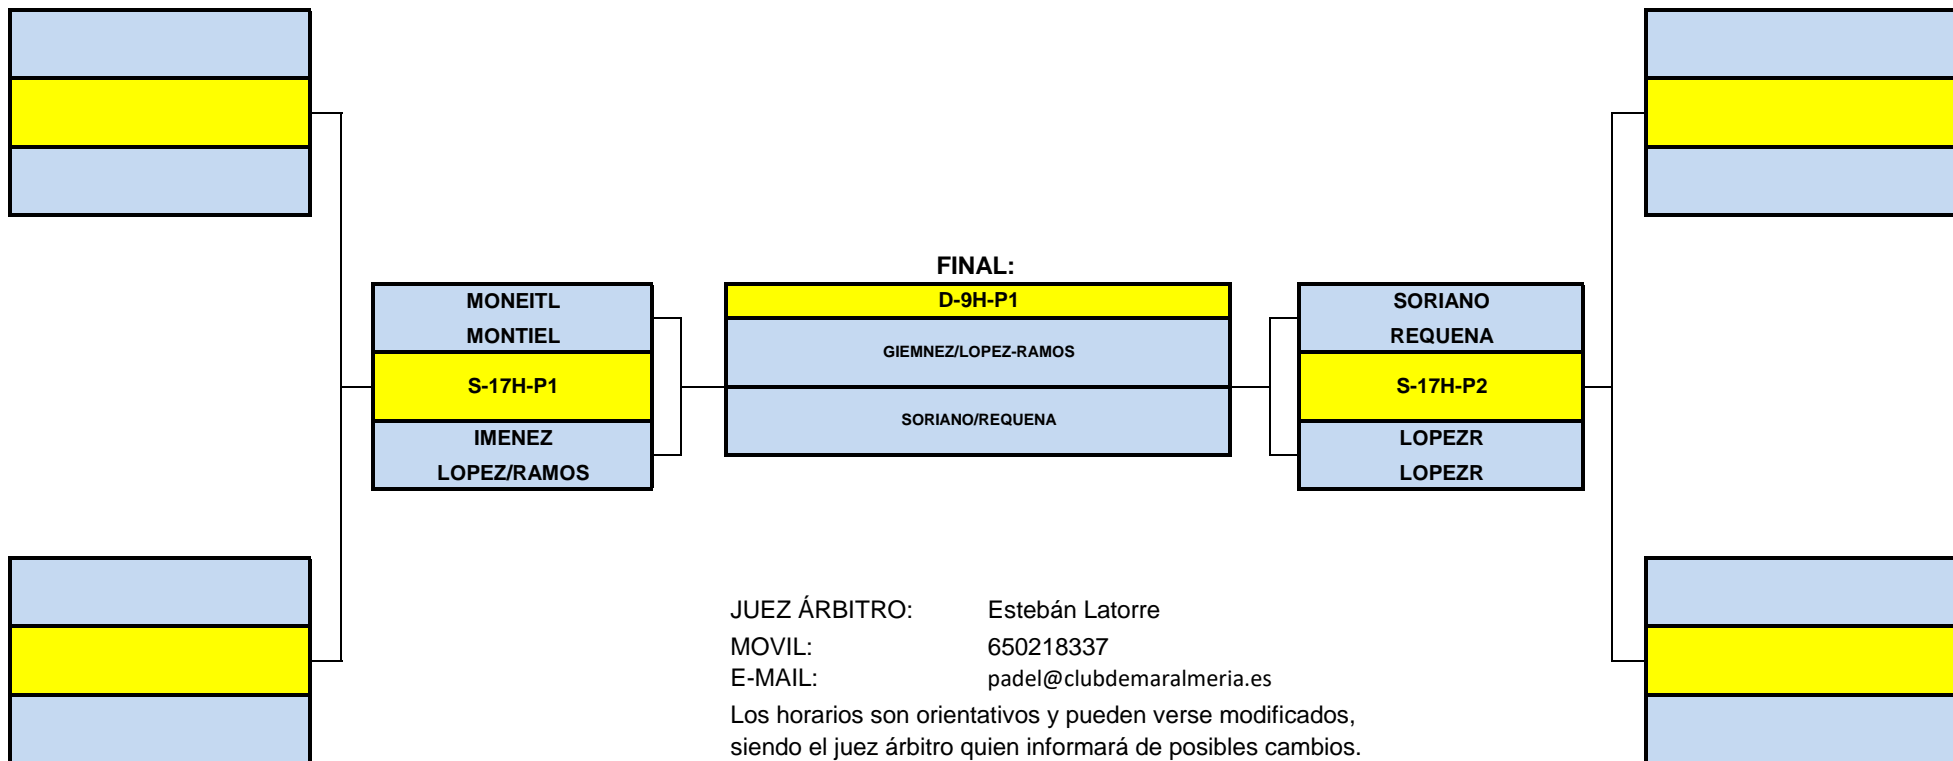 FINAL:
MONEITL
MONTIEL
S-17H-P1
IMENEZ
LOPEZ/RAMOS
D-9H-P1
GIEMNEZ/LOPEZ-RAMOS
SORIANO/REQUENA
SORIANO
REQUENA
S-17H-P2
LOPEZR
LOPEZR
JUEZ ÁRBITRO: Estebán Latorre
MOVIL: 650218337
E-MAIL: padel@clubdemaralmeria.es
Los horarios son orientativos y pueden verse modificados,
siendo el juez árbitro quien informará de posibles cambios.